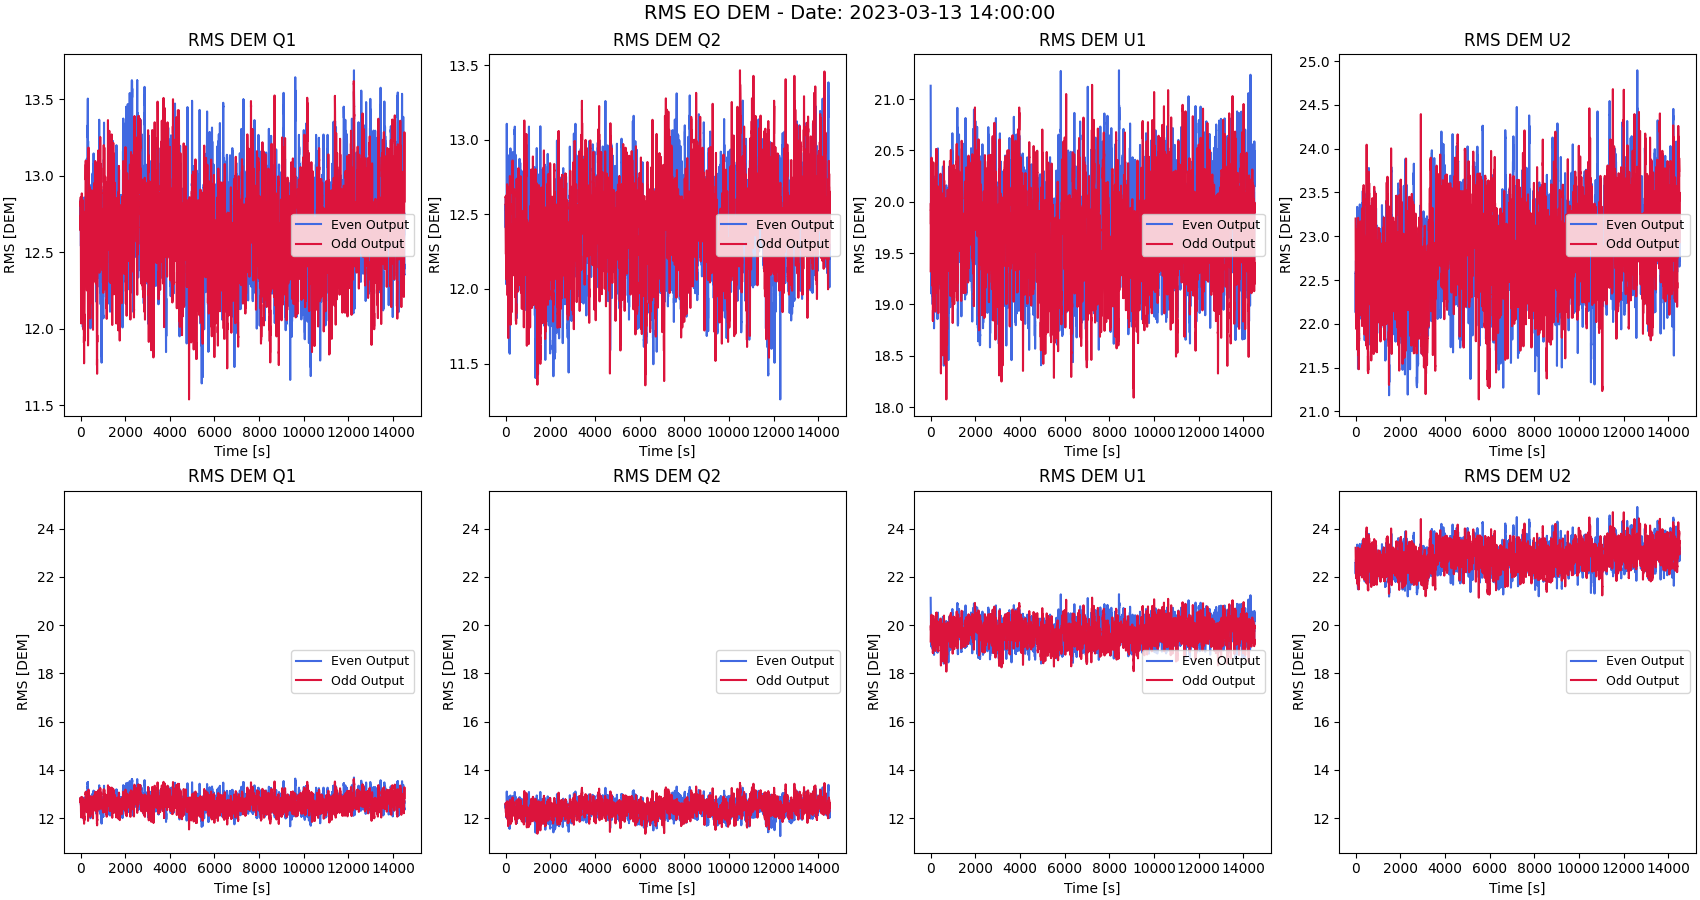 RMS EO DEM - Date: 2023-03-13 14:00:00
RMS DEM Q1
RMS [DEM]
13.5
13.0
12.5
12.0
11.5
Even Output
Odd Output
0 2000 4000 6000 8000 10000 12000 14000
Time [s]
RMS DEM Q2
RMS [DEM]
13.5
13.0
12.5
12.0
11.5
Even Output
Odd Output
0 2000 4000 6000 8000 10000 12000 14000
Time [s]
RMS DEM U1
RMS [DEM]
21.0
20.5
20.0
19.5
19.0
18.5
18.0
Even Output
Odd Output
0 2000 4000 6000 8000 10000 12000 14000
Time [s]
RMS DEM U2
RMS [DEM]
25.0
24.5
24.0
23.5
23.0
22.5
22.0
21.5
21.0
Even Output
Odd Output
0 2000 4000 6000 8000 10000 12000 14000
Time [s]
RMS DEM Q1
RMS [DEM]
24
22
20
18
16
14
12
Even Output
Odd Output
0 2000 4000 6000 8000 10000 12000 14000
Time [s]
RMS DEM Q2
RMS [DEM]
24
22
20
18
16
14
12
Even Output
Odd Output
0 2000 4000 6000 8000 10000 12000 14000
Time [s]
RMS DEM U1
RMS [DEM]
24
22
20
18
16
14
12
Even Output
Odd Output
0 2000 4000 6000 8000 10000 12000 14000
Time [s]
RMS DEM U2
RMS [DEM]
24
22
20
18
16
14
12
Even Output
Odd Output
0 2000 4000 6000 8000 10000 12000 14000
Time [s]